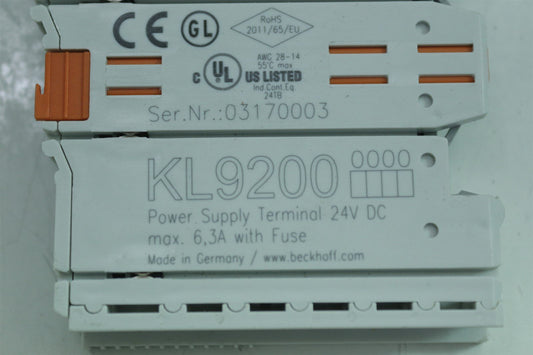 CE GL RoHS
2011/65/EU
AWG 28-14
55°C max
c UL US LISTED
Ind.Cont.Eq.
24TB
Ser.Nr.:03170003
KL9200
Power Supply Terminal 24V DC
max. 6,3A with Fuse
Made in Germany / www.beckhoff.com